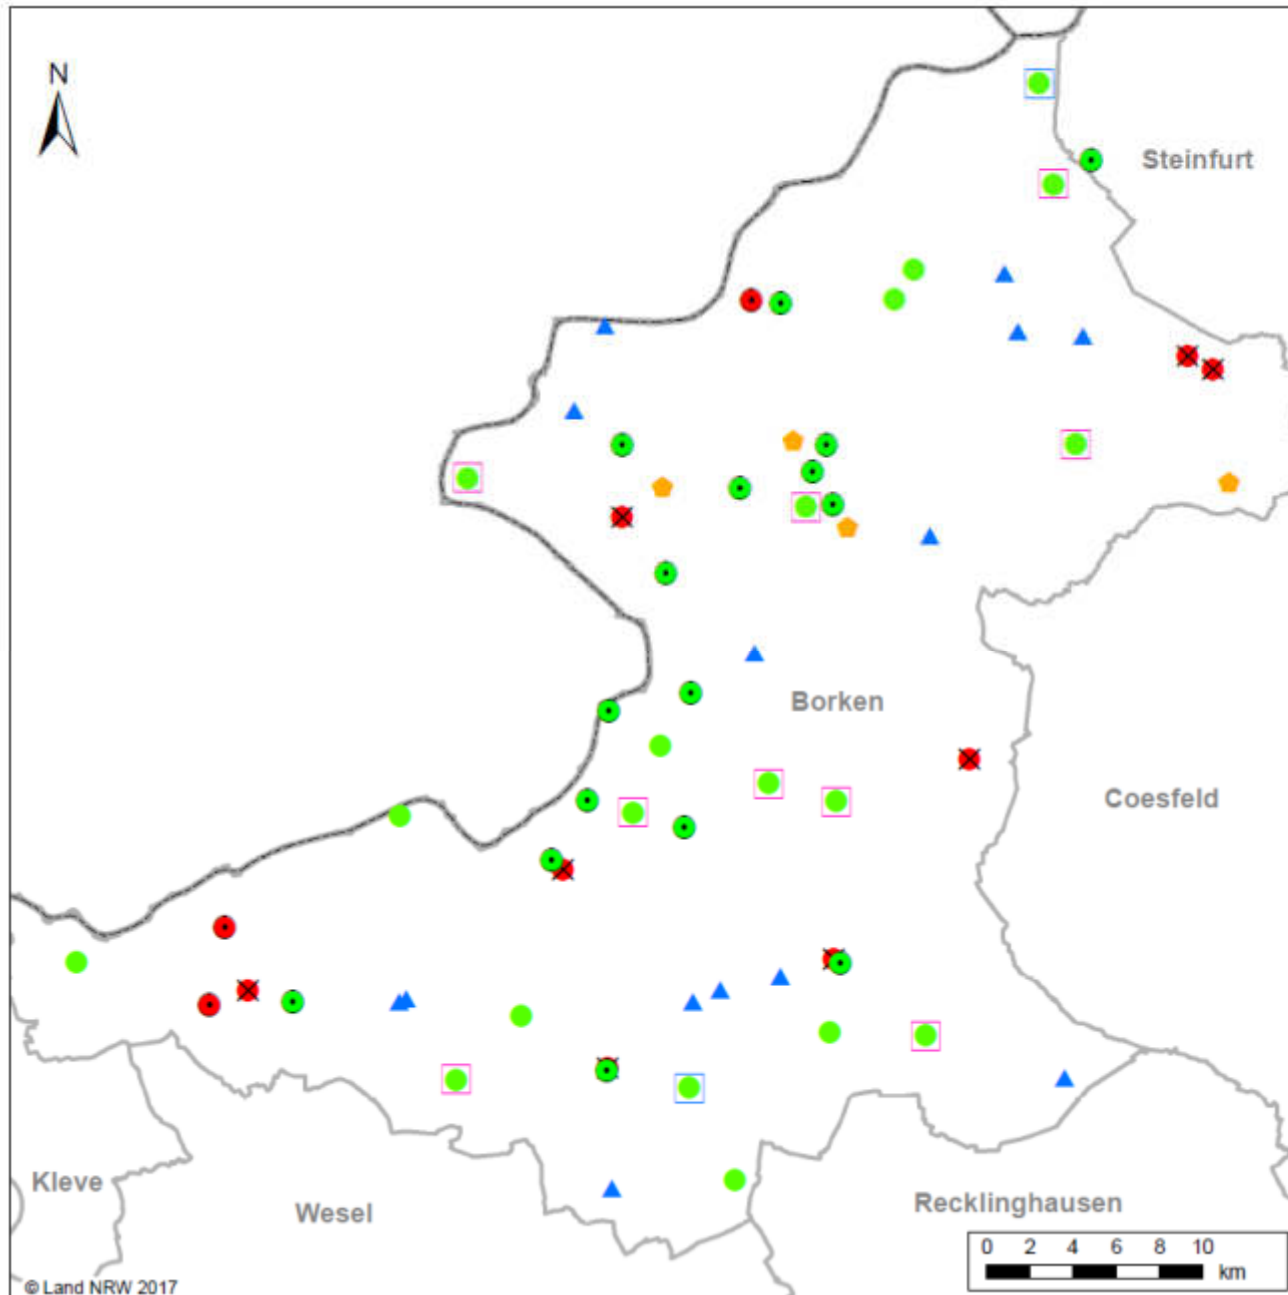 N
Steinfurt
Borken
Coesfeld
Kleve
Wesel
Recklinghausen
0 2 4 6 8 10
km
© Land NRW 2017